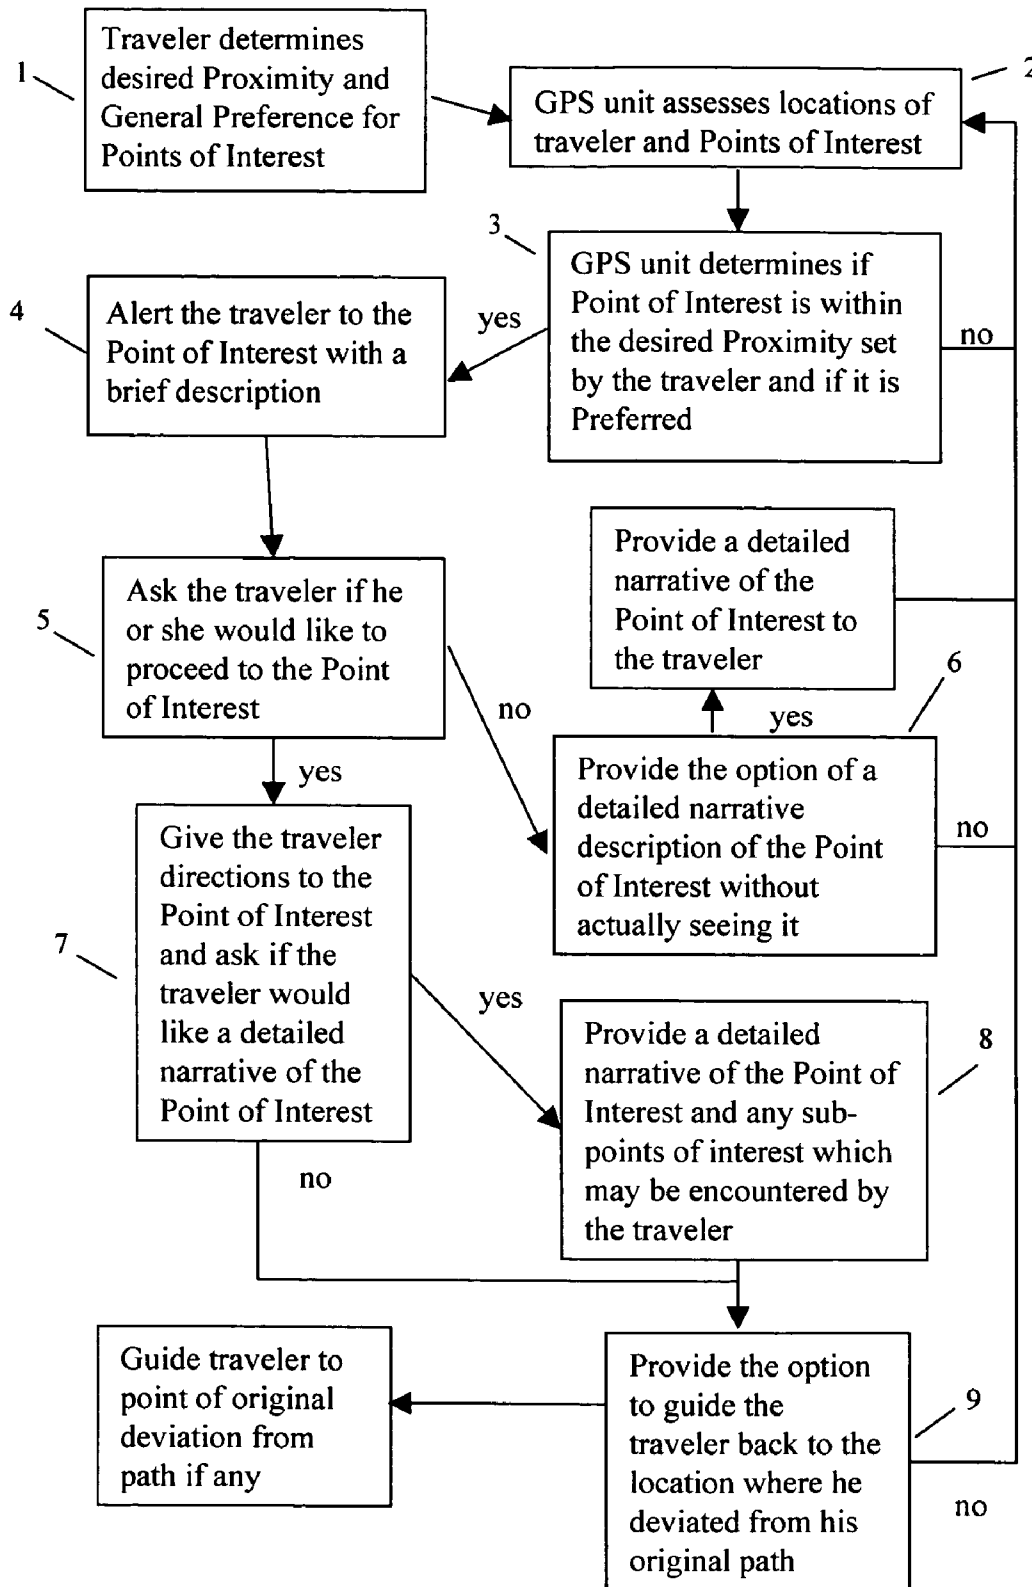 1
Traveler determines
desired Proximity and
General Preference for
Points of Interest
2
GPS unit assesses locations of
traveler and Points of Interest
3
GPS unit determines if
Point of Interest is within
the desired Proximity set
by the traveler and if it is
Preferred
yes
no
4
Alert the traveler to the
Point of Interest with a
brief description
Provide a detailed
narrative of the
Point of Interest to
the traveler
5
Ask the traveler if he
or she would like to
proceed to the Point
of Interest
6
no
yes
yes
Provide the option of a
detailed narrative
description of the Point
of Interest without
actually seeing it
no
7
Give the traveler
directions to the
Point of Interest
and ask if the
traveler would
like a detailed
narrative of the
Point of Interest
yes
no
8
Provide a detailed
narrative of the Point of
Interest and any sub-
points of interest which
may be encountered by
the traveler
Guide traveler to
point of original
deviation from
path if any
9
Provide the option
to guide the
traveler back to the
location where he
deviated from his
original path
no